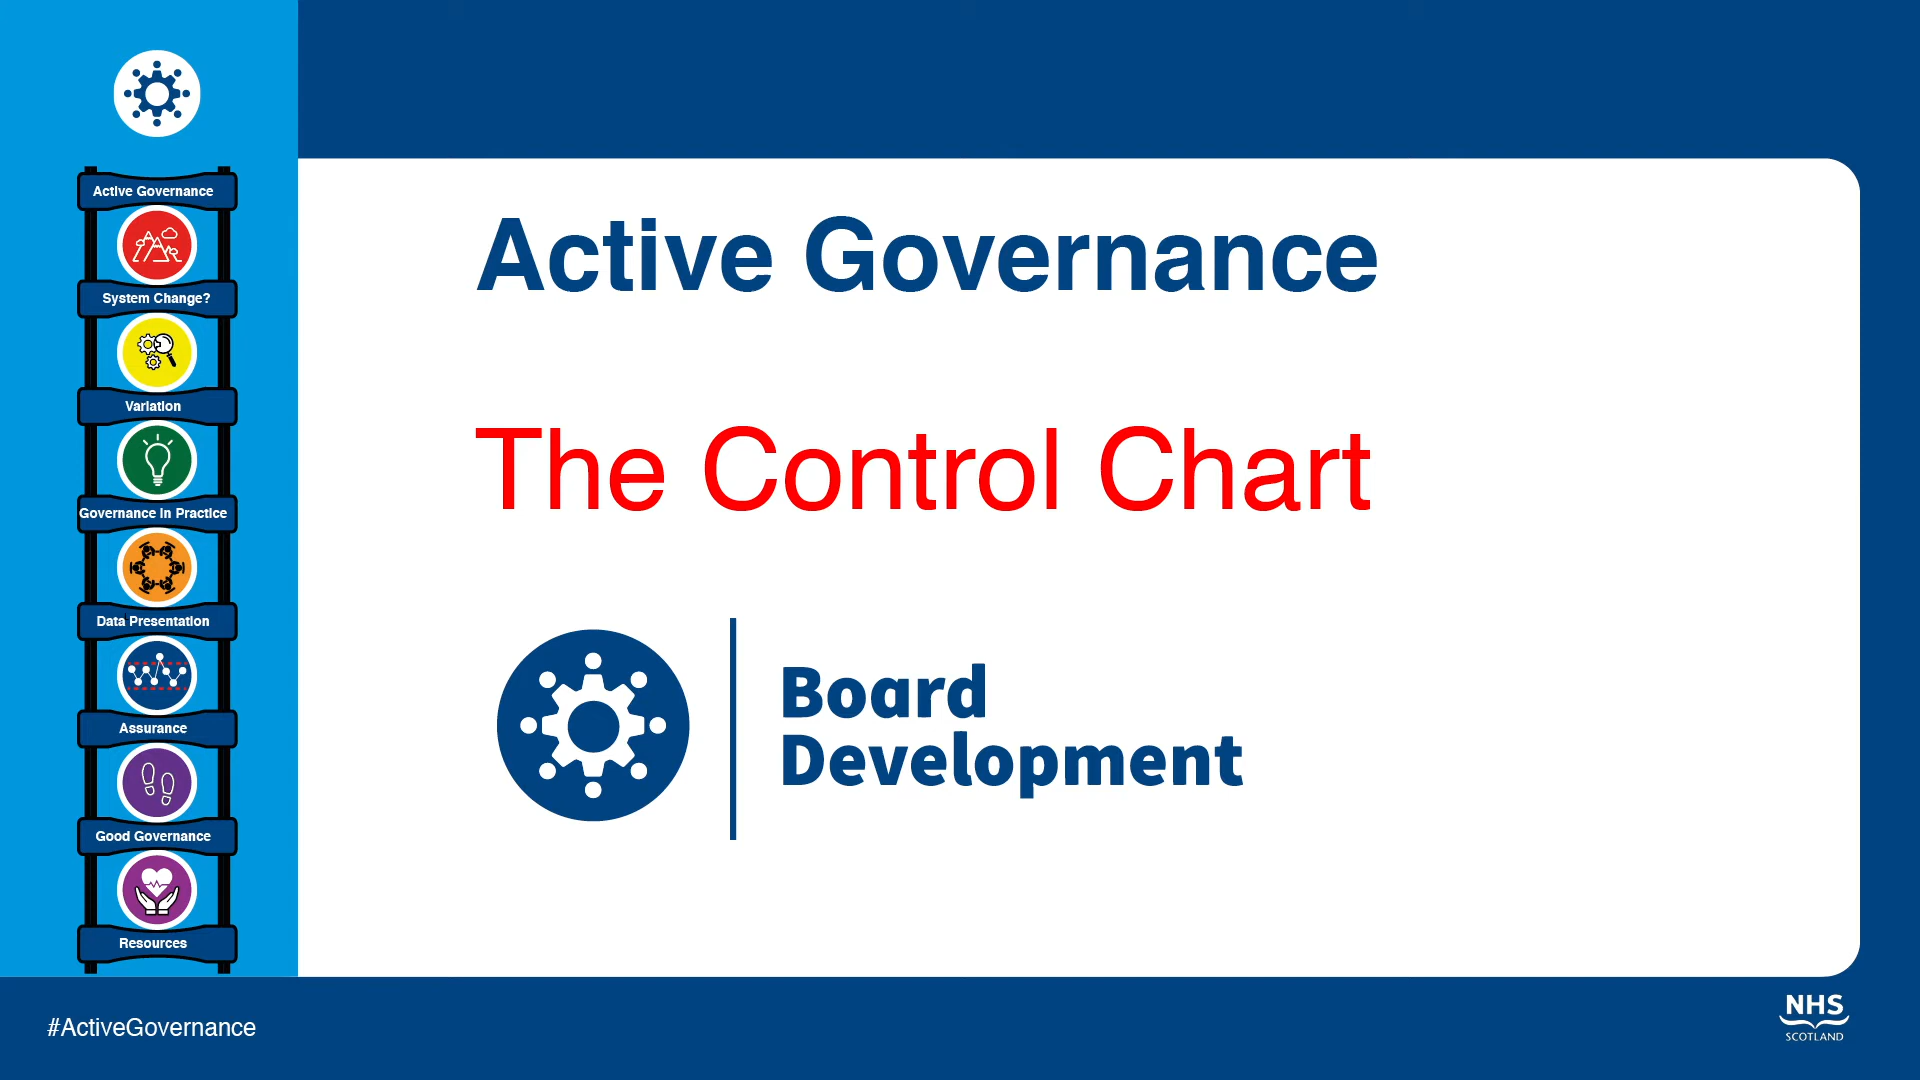 Active Governance
System Change?
Variation
Governance in Practice
Data Presentation
Assurance
Good Governance
Resources
Active Governance
The Control Chart
Board
Development
#ActiveGovernance
NHS
SCOTLAND